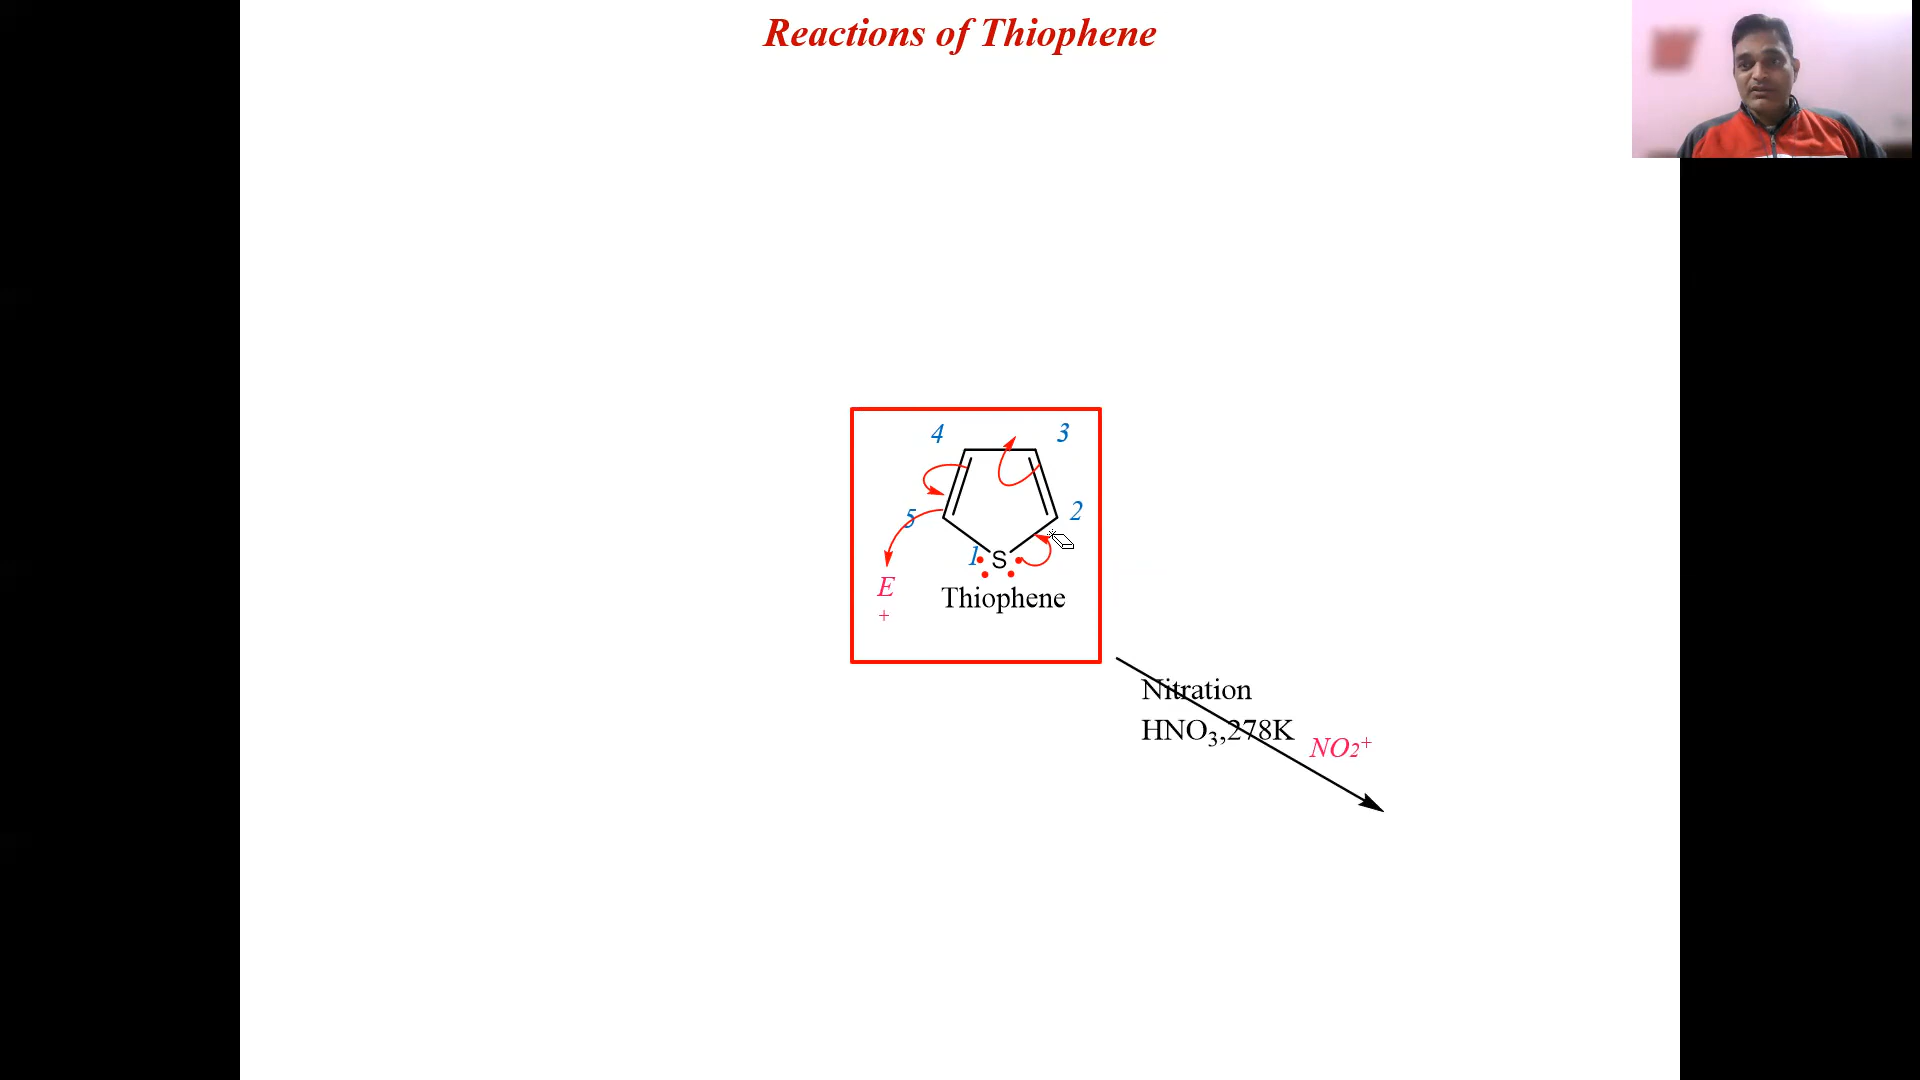 Reactions of Thiophene
4 3
5 2
1 S
E
+
Thiophene
Nitration
HNO₃,278K
NO₂⁺